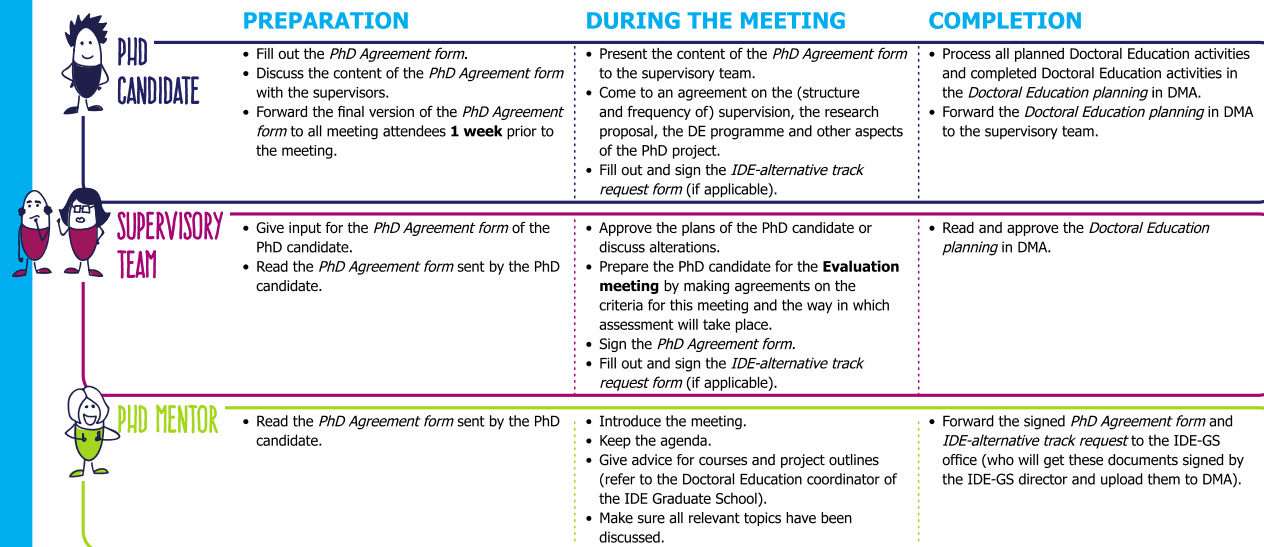 PREPARATION
DURING THE MEETING
COMPLETION
PHD
CANDIDATE
• Fill out the PhD Agreement form.
• Discuss the content of the PhD Agreement form
with the supervisors.
• Forward the final version of the PhD Agreement
form to all meeting attendees 1 week prior to
the meeting.
• Present the content of the PhD Agreement form
to the supervisory team.
• Come to an agreement on the (structure
and frequency of) supervision, the research
proposal, the DE programme and other aspects
of the PhD project.
• Fill out and sign the IDE-alternative track
request form (if applicable).
• Process all planned Doctoral Education activities
and completed Doctoral Education activities in
the Doctoral Education planning in DMA.
• Forward the Doctoral Education planning in DMA
to the supervisory team.
SUPERVISORY
TEAM
• Give input for the PhD Agreement form of the
PhD candidate.
• Read the PhD Agreement form sent by the PhD
candidate.
• Approve the plans of the PhD candidate or
discuss alterations.
• Prepare the PhD candidate for the Evaluation
meeting by making agreements on the
criteria for this meeting and the way in which
assessment will take place.
• Sign the PhD Agreement form.
• Fill out and sign the IDE-alternative track
request form (if applicable).
• Read and approve the Doctoral Education
planning in DMA.
PHD MENTOR
• Read the PhD Agreement form sent by the PhD
candidate.
• Introduce the meeting.
• Keep the agenda.
• Give advice for courses and project outlines
(refer to the Doctoral Education coordinator of
the IDE Graduate School).
• Make sure all relevant topics have been
discussed.
• Forward the signed PhD Agreement form and
IDE-alternative track request to the IDE-GS
office (who will get these documents signed by
the IDE-GS director and upload them to DMA).